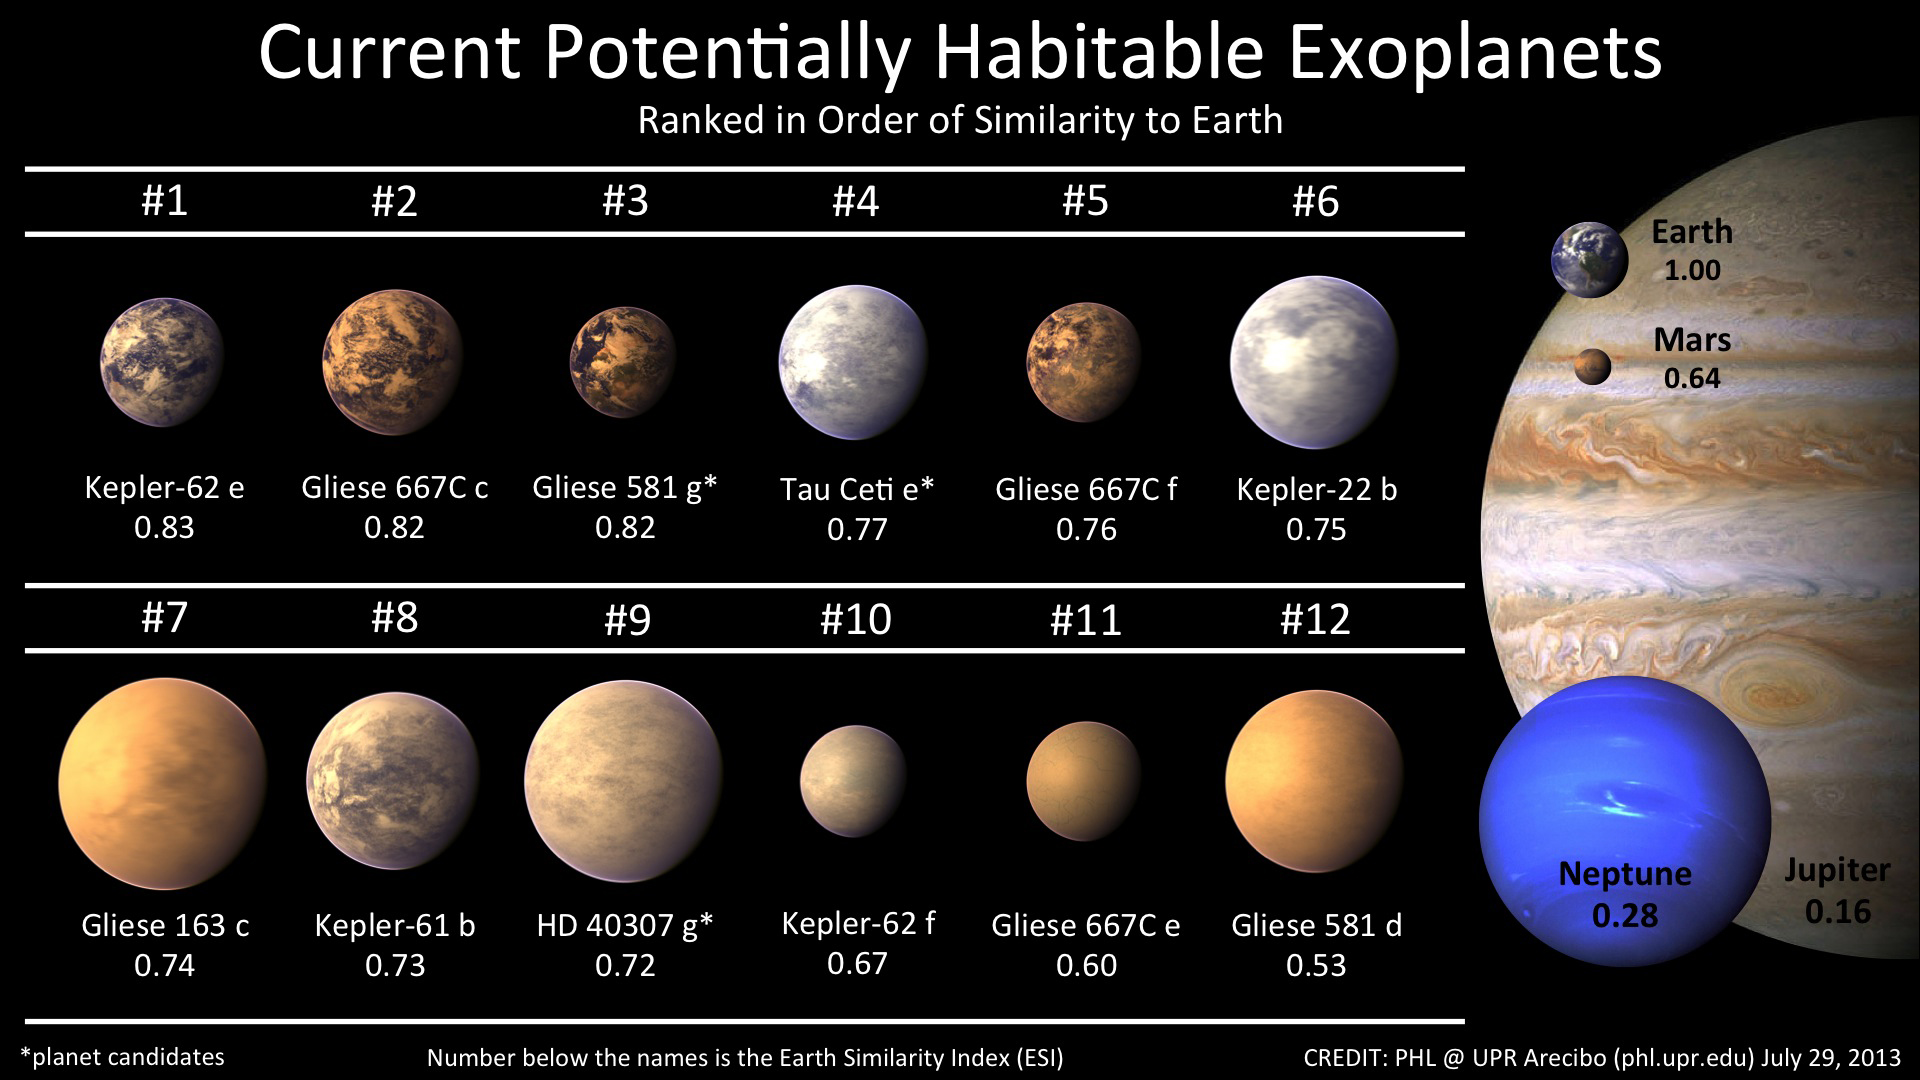 Current Potentially Habitable Exoplanets
Ranked in Order of Similarity to Earth
#1 #2 #3 #4 #5 #6
Kepler-62 e Gliese 667C c Gliese 581 g* Tau Ceti e* Gliese 667C f Kepler-22 b
0.83 0.82 0.82 0.77 0.76 0.75
#7 #8 #9 #10 #11 #12
Gliese 163 c Kepler-61 b HD 40307 g* Kepler-62 f Gliese 667C e Gliese 581 d
0.74 0.73 0.72 0.67 0.60 0.53
Earth
1.00
Mars
0.64
Neptune
0.28
Jupiter
0.16
*planet candidates
Number below the names is the Earth Similarity Index (ESI)
CREDIT: PHL @ UPR Arecibo (phl.upr.edu) July 29, 2013